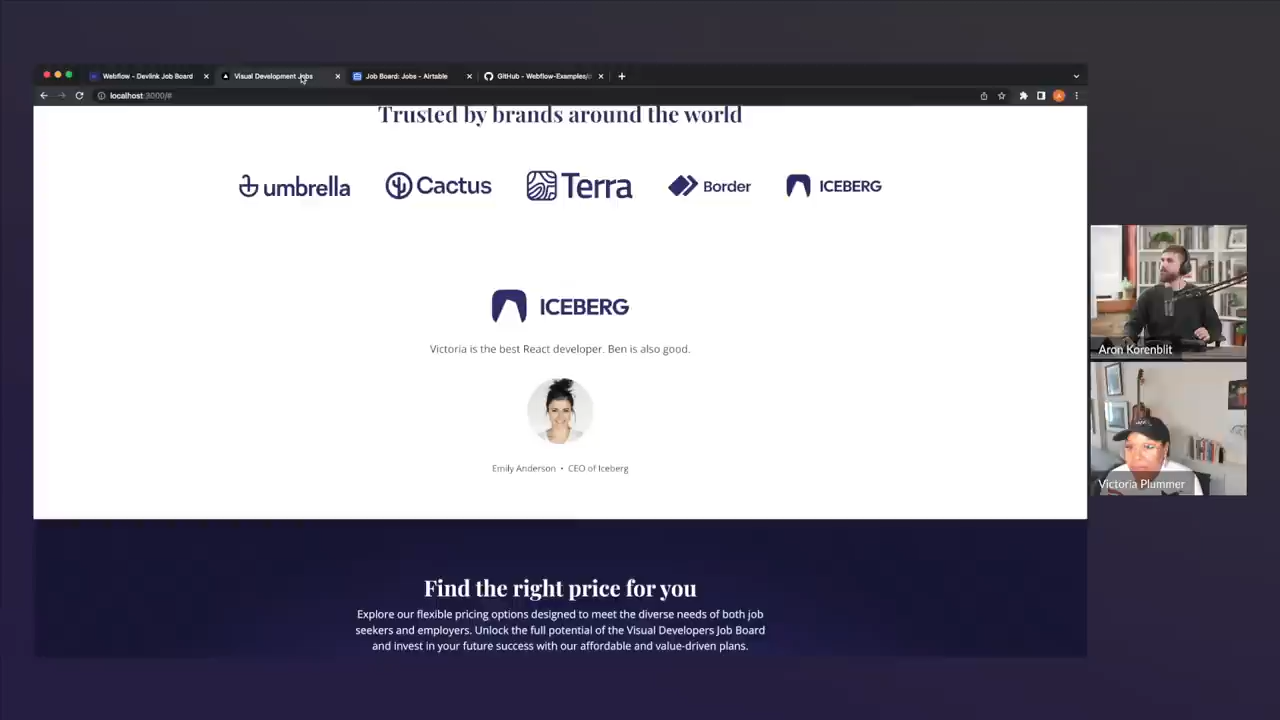 Webflow - Devlink Job Board
Visual Development Jobs
Job Board: Jobs - Airtable
GitHub - Webflow-Examples/
localhost:3000/#
Trusted by brands around the world
umbrella
Cactus
Terra
Border
ICEBERG
ICEBERG
Victoria is the best React developer. Ben is also good.
Emily Anderson • CEO of Iceberg
Find the right price for you
Explore our flexible pricing options designed to meet the diverse needs of both job
seekers and employers. Unlock the full potential of the Visual Developers Job Board
and invest in your future success with our affordable and value-driven plans.
Aron Korenblit
Victoria Plummer